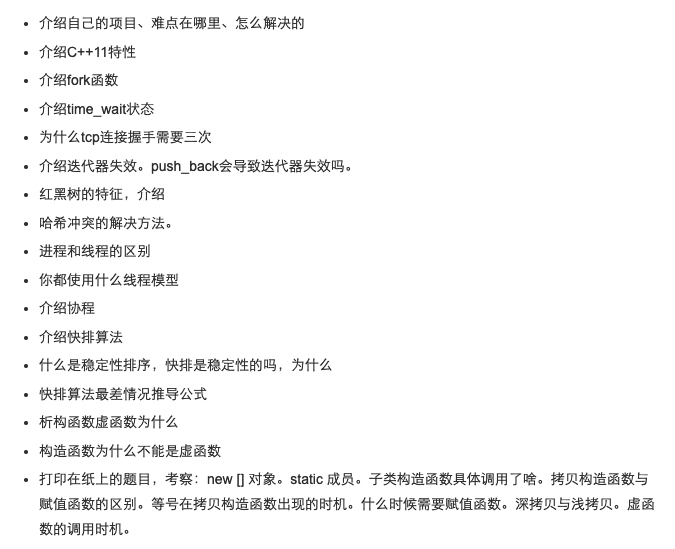 • 介绍自己的项目、难点在哪里、怎么解决的
• 介绍C++11特性
• 介绍fork函数
• 介绍time_wait状态
• 为什么tcp连接握手需要三次
• 介绍迭代器失效。push_back会导致迭代器失效吗。
• 红黑树的特征，介绍
• 哈希冲突的解决方法。
• 进程和线程的区别
• 你都使用什么线程模型
• 介绍协程
• 介绍快排算法
• 什么是稳定性排序，快排是稳定性的吗，为什么
• 快排算法最差情况推导公式
• 析构函数虚函数为什么
• 构造函数为什么不能是虚函数
• 打印在纸上的题目，考察：new [] 对象。static 成员。子类构造函数具体调用了啥。拷贝构造函数与
赋值函数的区别。等号在拷贝构造函数出现的时机。什么时候需要赋值函数。深拷贝与浅拷贝。虚函
数的调用时机。